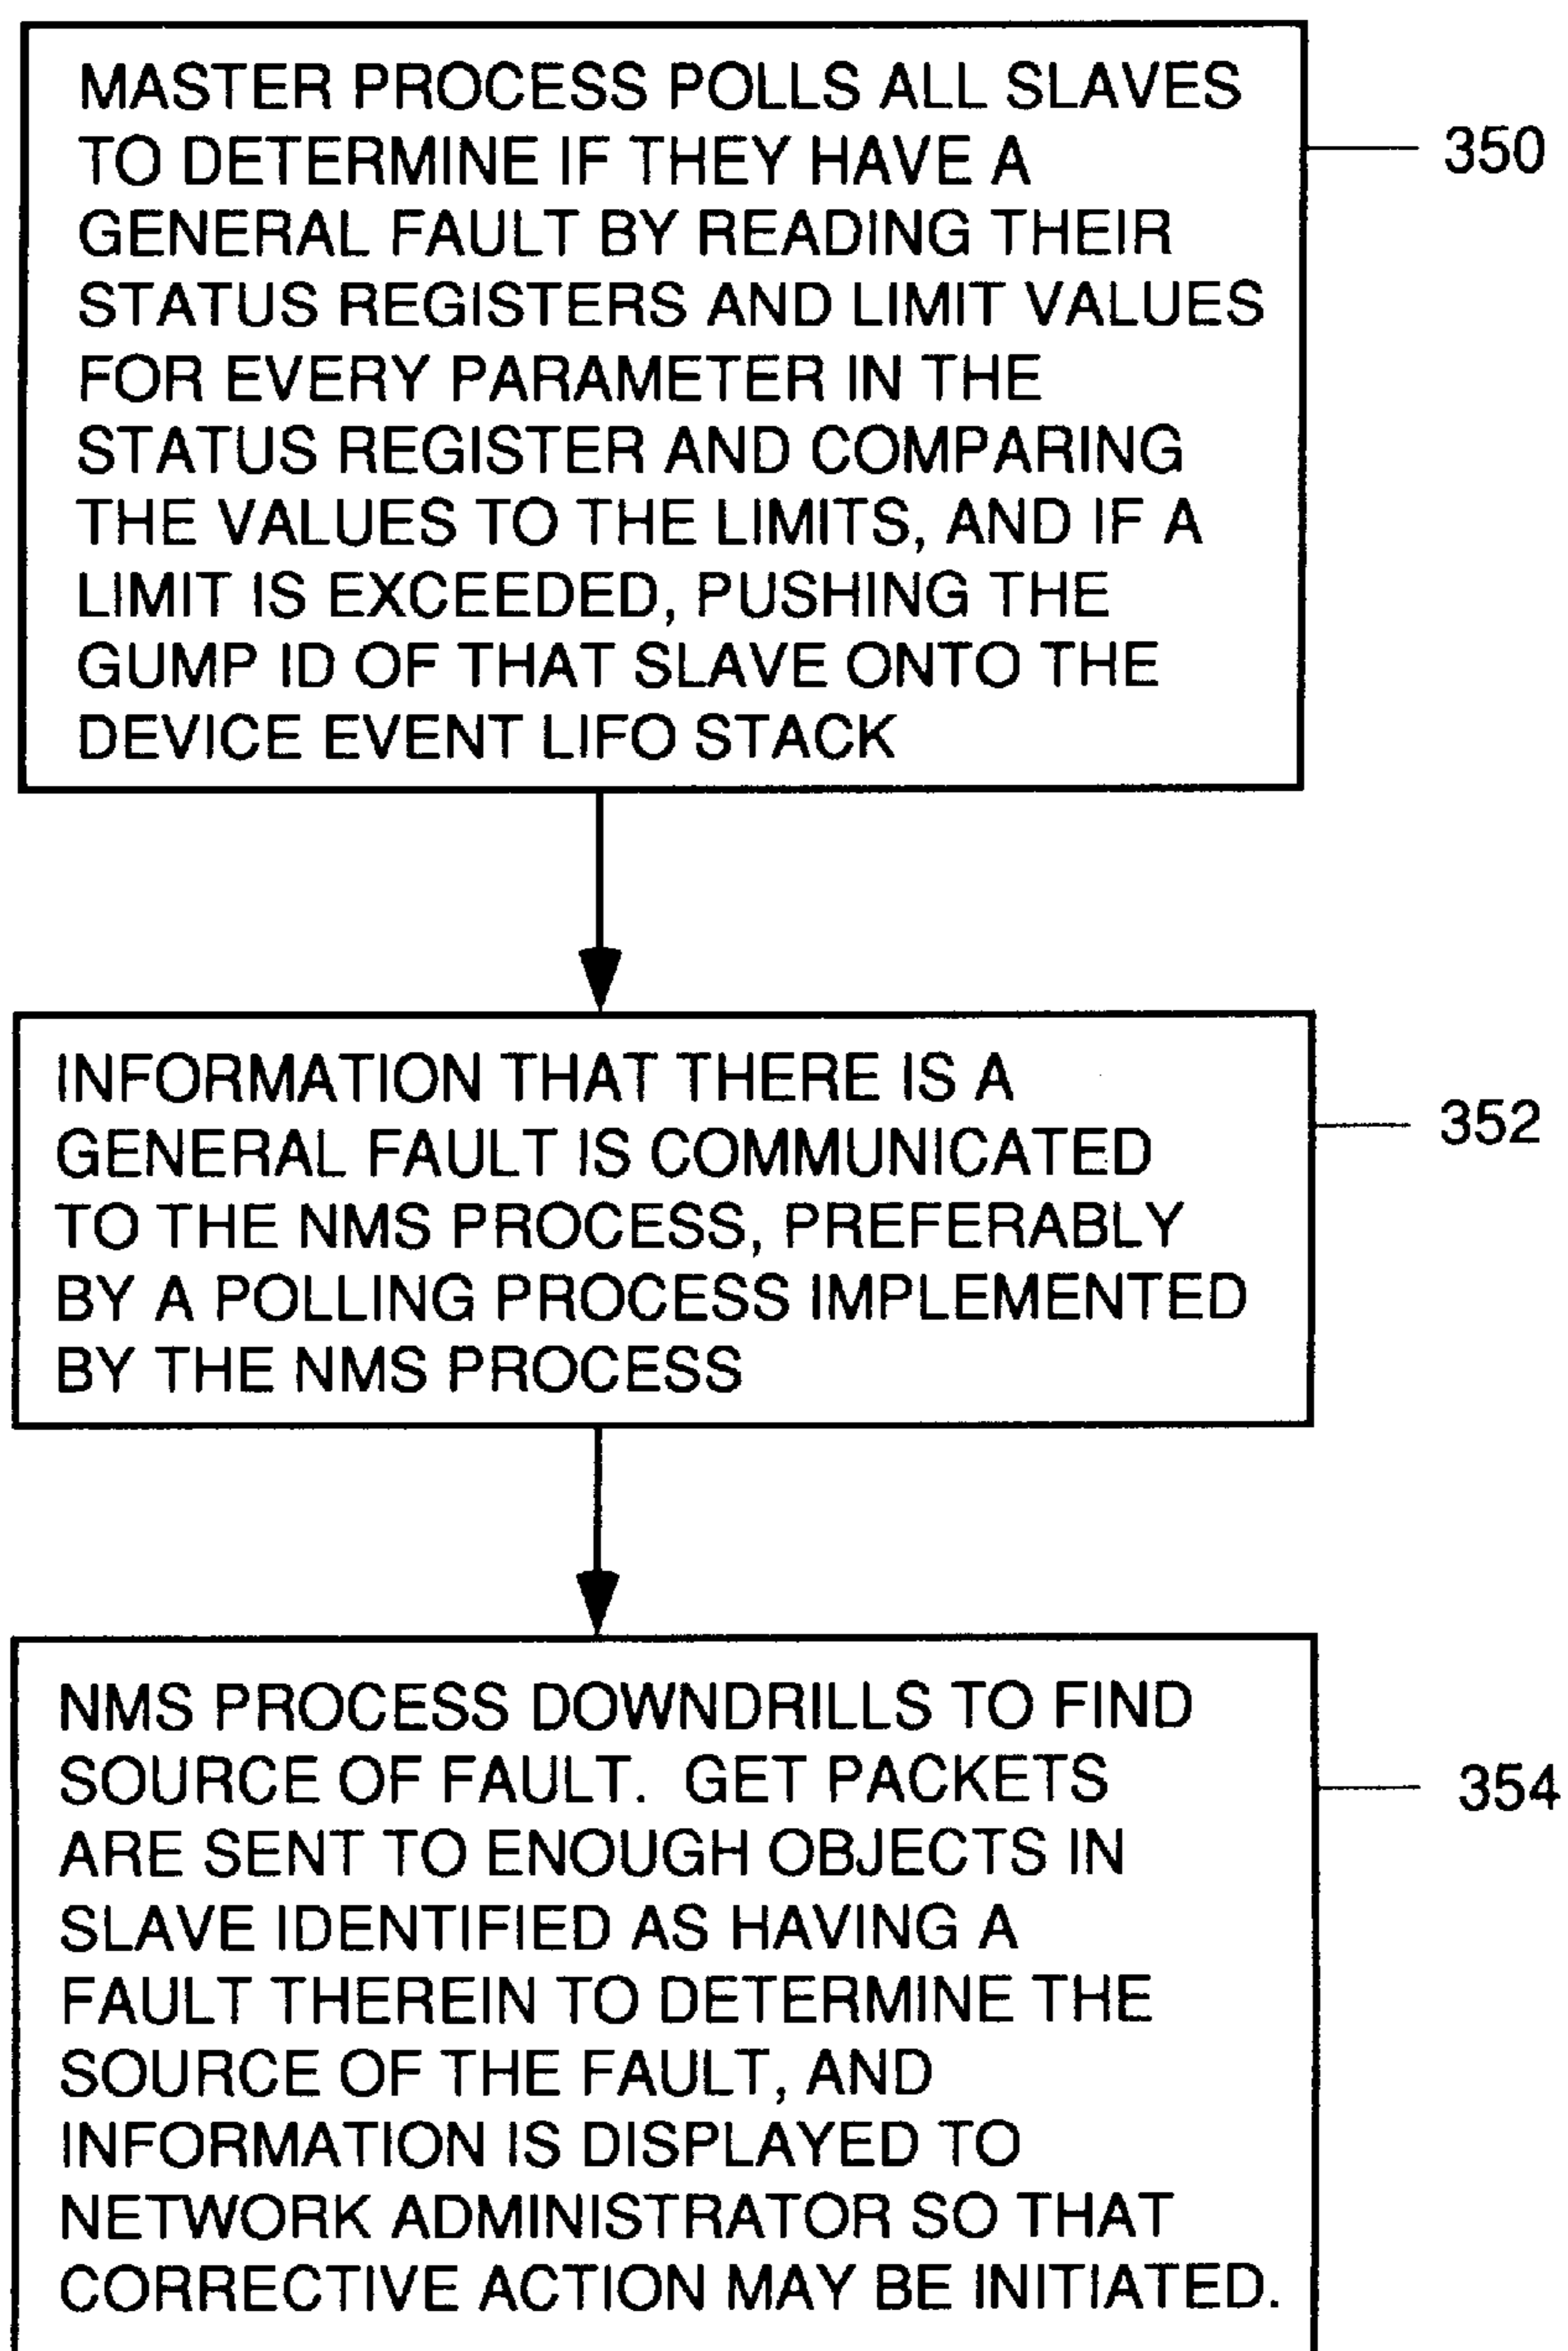 MASTER PROCESS POLLS ALL SLAVES
TO DETERMINE IF THEY HAVE A
GENERAL FAULT BY READING THEIR
STATUS REGISTERS AND LIMIT VALUES
FOR EVERY PARAMETER IN THE
STATUS REGISTER AND COMPARING
THE VALUES TO THE LIMITS, AND IF A
LIMIT IS EXCEEDED, PUSHING THE
GUMP ID OF THAT SLAVE ONTO THE
DEVICE EVENT LIFO STACK
350
INFORMATION THAT THERE IS A
GENERAL FAULT IS COMMUNICATED
TO THE NMS PROCESS, PREFERABLY
BY A POLLING PROCESS IMPLEMENTED
BY THE NMS PROCESS
352
NMS PROCESS DOWNDRILLS TO FIND
SOURCE OF FAULT. GET PACKETS
ARE SENT TO ENOUGH OBJECTS IN
SLAVE IDENTIFIED AS HAVING A
FAULT THEREIN TO DETERMINE THE
SOURCE OF THE FAULT, AND
INFORMATION IS DISPLAYED TO
NETWORK ADMINISTRATOR SO THAT
CORRECTIVE ACTION MAY BE INITIATED.
354